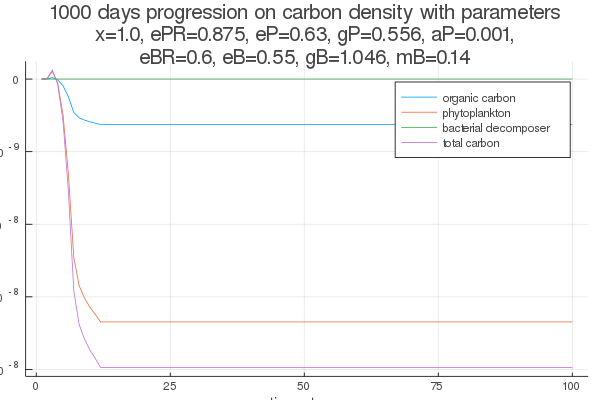 1000 days progression on carbon density with parameters
x=1.0, ePR=0.875, eP=0.63, gP=0.556, aP=0.001,
eBR=0.6, eB=0.55, gB=1.046, mB=0.14
0
organic carbon
phytoplankton
bacterial decomposer
total carbon
-9
-8
-8
-8
0 25 50 75 100